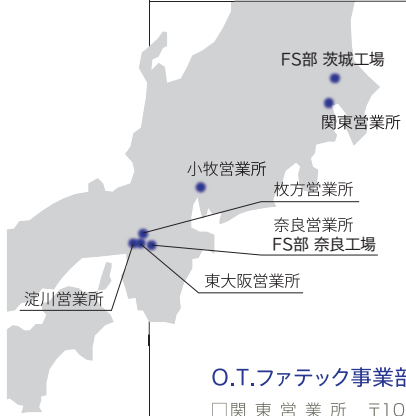 FS部 茨城工場
関東営業所
小牧営業所
枚方営業所
奈良営業所
FS部 奈良工場
東大阪営業所
淀川営業所
O.T.ファテック事業部
□関 東 営 業 所 〒10